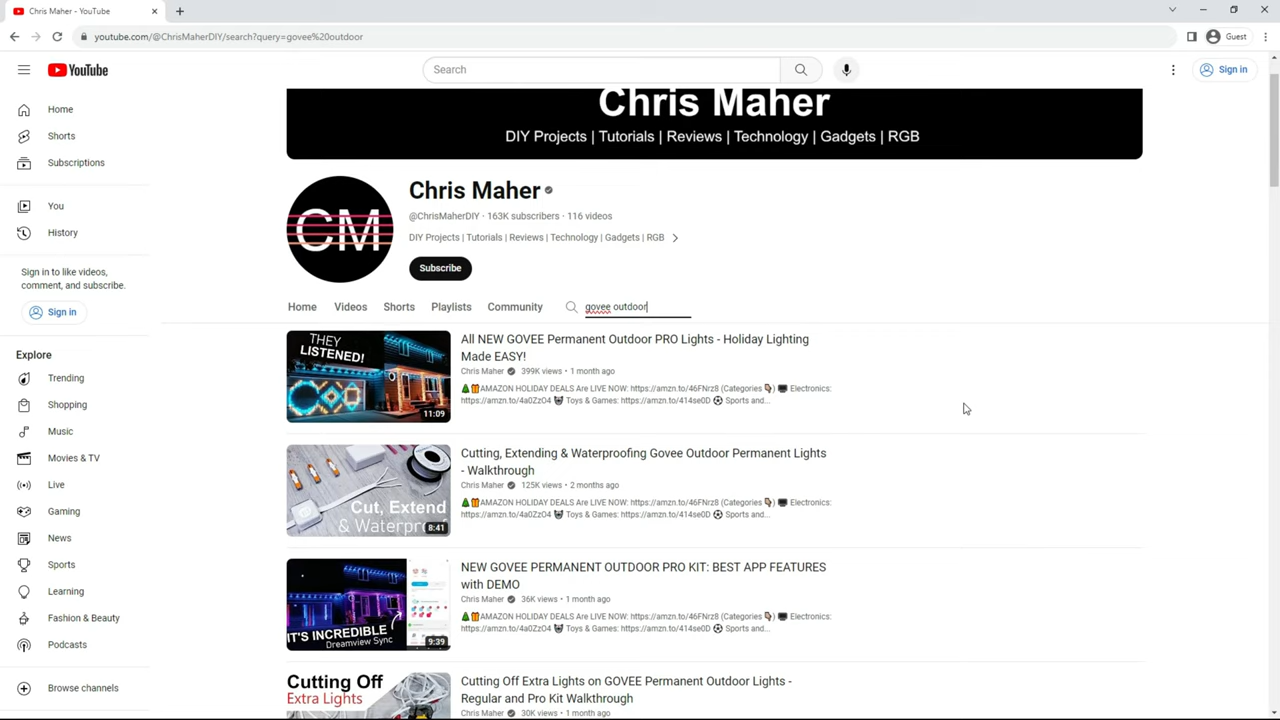 Chris Maher - YouTube
youtube.com/@ChrisMaherDIY/search?query=govee%20outdoor
Guest
YouTube
Search
Sign in
Home
Shorts
Subscriptions
You
History
Sign in to like videos,
comment, and subscribe.
Sign in
Explore
Trending
Shopping
Music
Movies & TV
Live
Gaming
News
Sports
Learning
Fashion & Beauty
Podcasts
Browse channels
Chris Maher
DIY Projects | Tutorials | Reviews | Technology | Gadgets | RGB
CM
Chris Maher
@ChrisMaherDIY · 163K subscribers · 116 videos
DIY Projects | Tutorials | Reviews | Technology | Gadgets | RGB
Subscribe
Home Videos Shorts Playlists Community govee outdoor
THEY
LISTENED!
11:09
All NEW GOVEE Permanent Outdoor PRO Lights - Holiday Lighting
Made EASY!
Chris Maher 399K views • 1 month ago
🎄🎁AMAZON HOLIDAY DEALS Are LIVE NOW: https://amzn.to/46FNrz8 (Categories 👇) 🖥️ Electronics:
https://amzn.to/4a0ZzO4 🧸 Toys & Games: https://amzn.to/414se0D ⚽ Sports and...
Cut, Extend
& Waterproof
8:41
Cutting, Extending & Waterproofing Govee Outdoor Permanent Lights
- Walkthrough
Chris Maher 125K views • 2 months ago
🎄🎁AMAZON HOLIDAY DEALS Are LIVE NOW: https://amzn.to/46FNrz8 (Categories 👇) 🖥️ Electronics:
https://amzn.to/4a0ZzO4 🧸 Toys & Games: https://amzn.to/414se0D ⚽ Sports and...
IT'S INCREDIBLE
Dreamview Sync
9:39
NEW GOVEE PERMANENT OUTDOOR PRO KIT: BEST APP FEATURES
with DEMO
Chris Maher 36K views • 1 month ago
🎄🎁AMAZON HOLIDAY DEALS Are LIVE NOW: https://amzn.to/46FNrz8 (Categories 👇) 🖥️ Electronics:
https://amzn.to/4a0ZzO4 🧸 Toys & Games: https://amzn.to/414se0D ⚽ Sports and...
Cutting Off
Extra Lights
Cutting Off Extra Lights on GOVEE Permanent Outdoor Lights -
Regular and Pro Kit Walkthrough
Chris Maher 30K views • 1 month ago